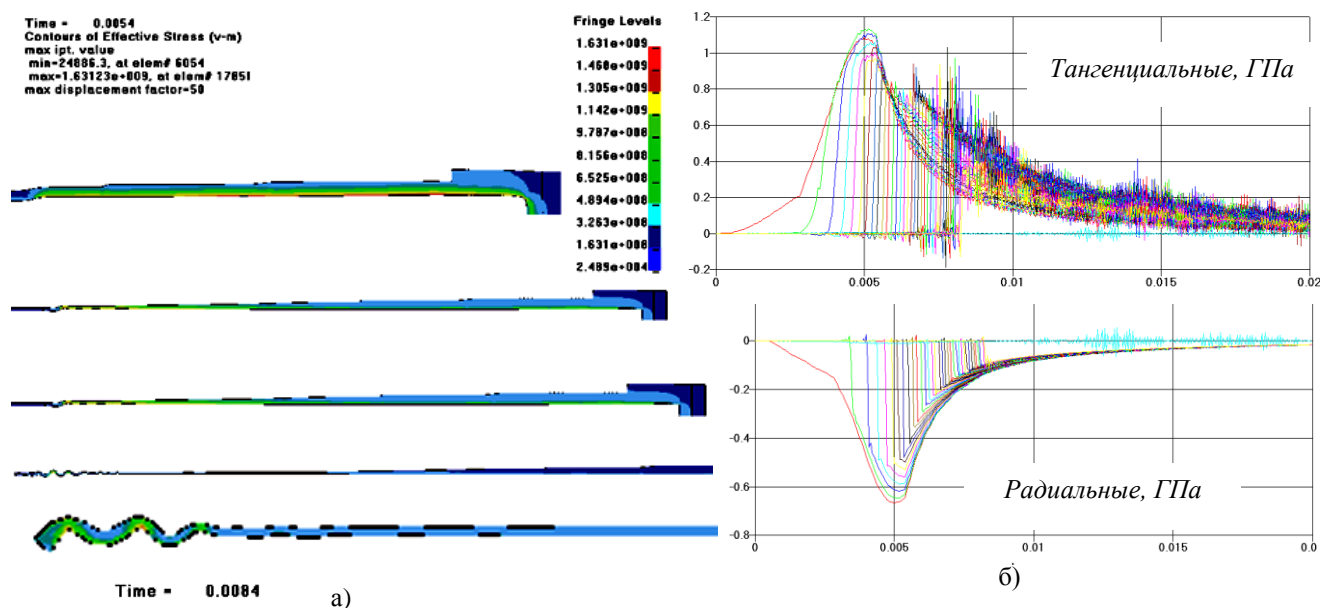 Time = 0.0054
Contours of Effective Stress (v-m)
max ipt. value
min=24886.3, at elem# 6054
max=1.63123e+009, at elem# 17851
max displacement factor=50
Fringe Levels
1.631e+009
1.468e+009
1.305e+009
1.142e+009
9.787e+008
8.156e+008
6.525e+008
4.894e+008
3.263e+008
1.631e+008
2.489e+004
Time = 0.0084
а)
1.2
1
0.8
0.6
0.4
0.2
0
0.2
0
0.005
0.01
0.015
0.02
Тангенциальные, ГПа
0
-0.2
-0.4
-0.6
-0.8
0
0.005
0.01
0.015
0.0
Радиальные, ГПа
б)